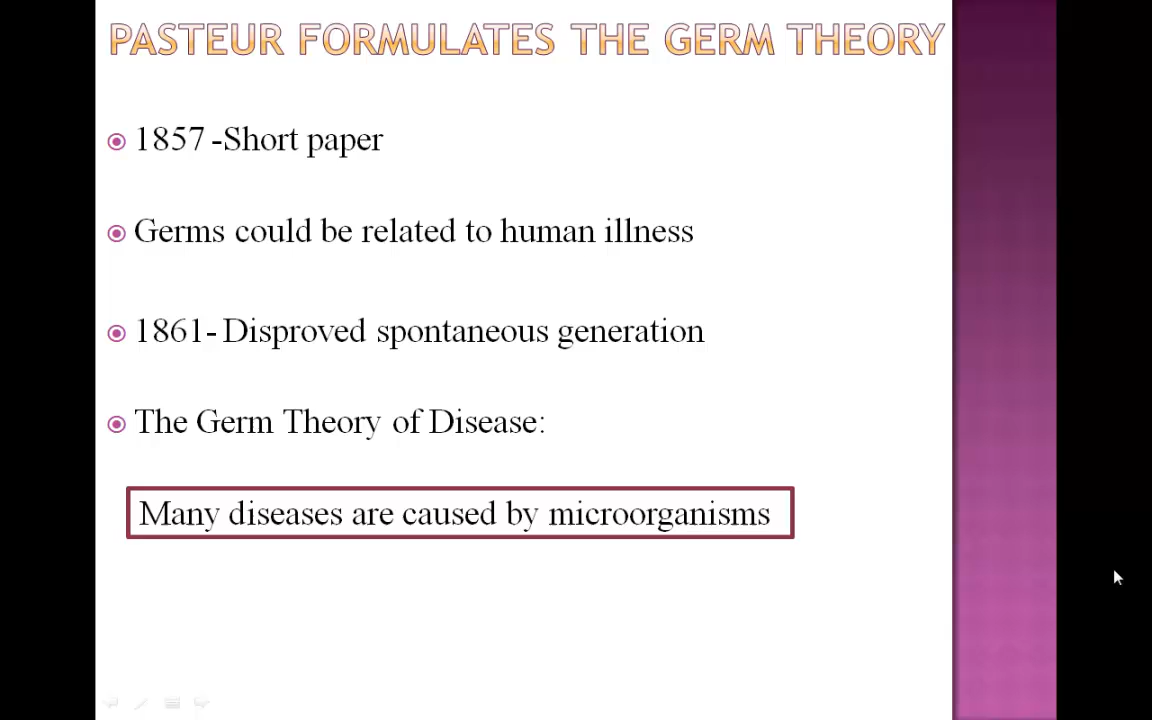 PASTEUR FORMULATES THE GERM THEORY
1857 -Short paper
Germs could be related to human illness
1861- Disproved spontaneous generation
The Germ Theory of Disease:
Many diseases are caused by microorganisms